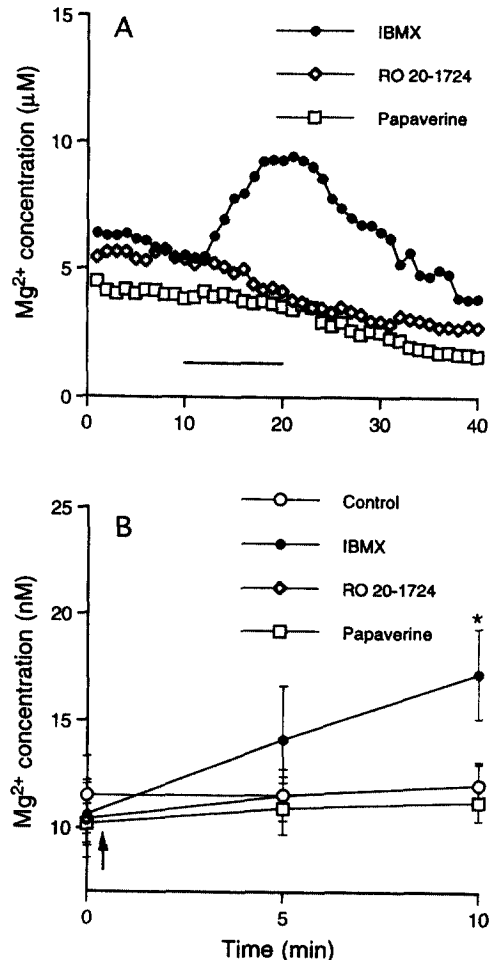 A
IBMX
RO 20-1724
Papaverine
Mg2+ concentration (μM)
15
10
5
0
0 10 20 30 40
B
Control
IBMX
RO 20-1724
Papaverine
*
Mg2+ concentration (nM)
25
20
15
10
0 5 10
Time (min)